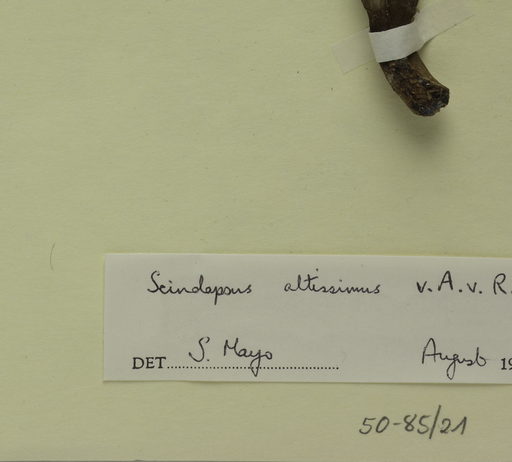 Scindapsus altissimus v.A.v.R.
DET. S. Mayo August 19
50-85/21